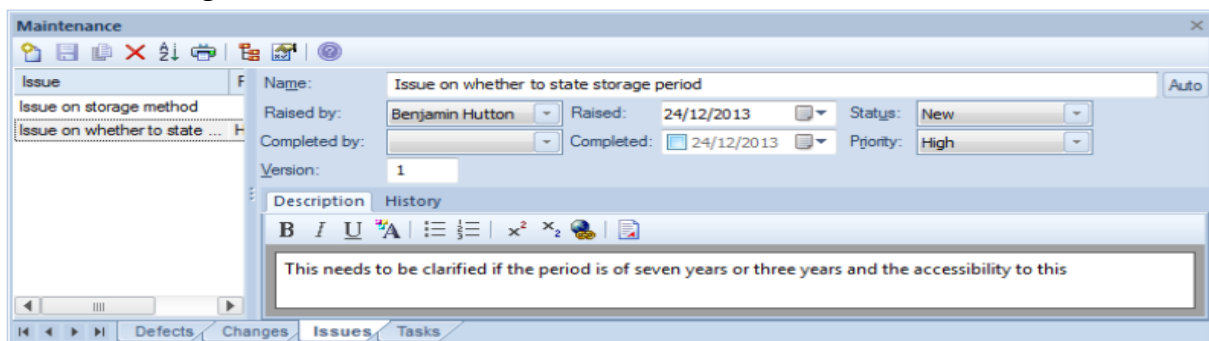 Maintenance
Issue F
Issue on storage method
Issue on whether to state ... H
Name: Issue on whether to state storage period Auto
Raised by: Benjamin Hutton Raised: 24/12/2013 Status: New
Completed by: Completed: 24/12/2013 Priority: High
Version: 1
Description History
B I U A x² x₂
This needs to be clarified if the period is of seven years or three years and the accessibility to this
Defects Changes Issues Tasks